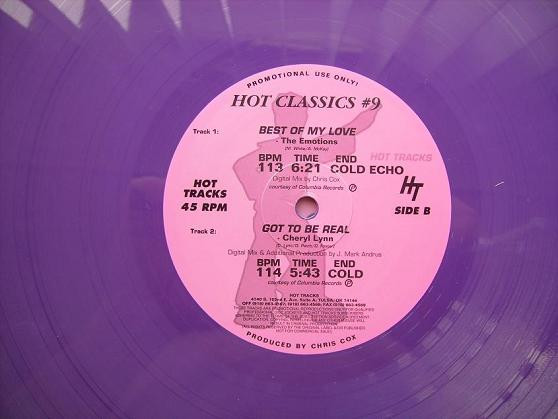 PROMOTIONAL USE ONLY!
HOT CLASSICS #9
Track 1:
BEST OF MY LOVE
- The Emotions
(M. White/A. McKay)
BPM TIME END
113 6:21 COLD ECHO
HOT TRACKS
Digital Mix by Chris Cox
courtesy of Columbia Records Ⓟ
HOT
TRACKS
45 RPM
HT
SIDE B
Track 2:
GOT TO BE REAL
- Cheryl Lynn
Digital Mix & Additional Production by J. Mark Andrus
BPM TIME END
114 5:43 COLD
courtesy of Columbia Records Ⓟ
HOT TRACKS
PRODUCED BY CHRIS COX